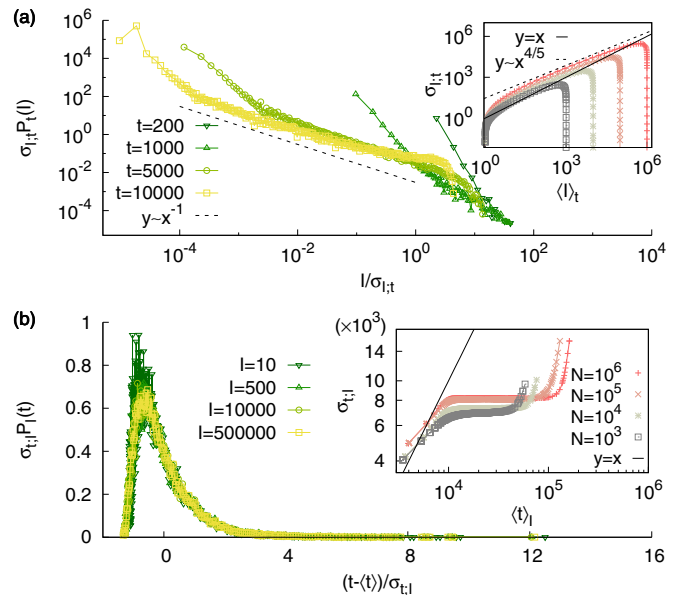 (a)
σ_{I;t}P_t(I)
10^6
10^4
10^2
10^0
10^-2
10^-4
t=200
t=1000
t=5000
t=10000
y~x^-1
10^-4
10^-2
10^0
10^2
10^4
I/σ_{I;t}
y=x
y~x^{4/5}
σ_{I;t}
10^6
10^3
10^0
10^0
10^3
10^6
⟨I⟩_t
(b)
σ_{t;I}P_I(t)
1
0.8
0.6
0.4
0.2
0
I=10
I=500
I=10000
I=500000
0
4
8
12
16
(t-⟨t⟩)/σ_{t;I}
(×10^3)
σ_{t;I}
14
10
8
6
4
N=10^6
N=10^5
N=10^4
N=10^3
y=x
10^4
10^5
10^6
⟨t⟩_I